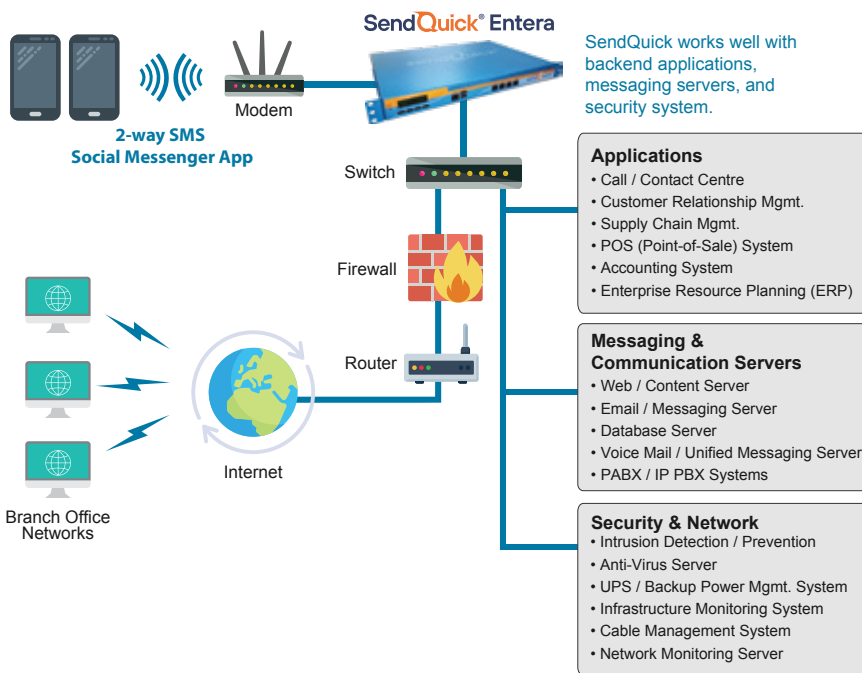 SendQuick® Entera
SendQuick works well with
backend applications,
messaging servers, and
security system.
Modem
2-way SMS
Social Messenger App
Switch
Firewall
Router
Internet
Branch Office
Networks
Applications
• Call / Contact Centre
• Customer Relationship Mgmt.
• Supply Chain Mgmt.
• POS (Point-of-Sale) System
• Accounting System
• Enterprise Resource Planning (ERP)
Messaging &
Communication Servers
• Web / Content Server
• Email / Messaging Server
• Database Server
• Voice Mail / Unified Messaging Server
• PABX / IP PBX Systems
Security & Network
• Intrusion Detection / Prevention
• Anti-Virus Server
• UPS / Backup Power Mgmt. System
• Infrastructure Monitoring System
• Cable Management System
• Network Monitoring Server